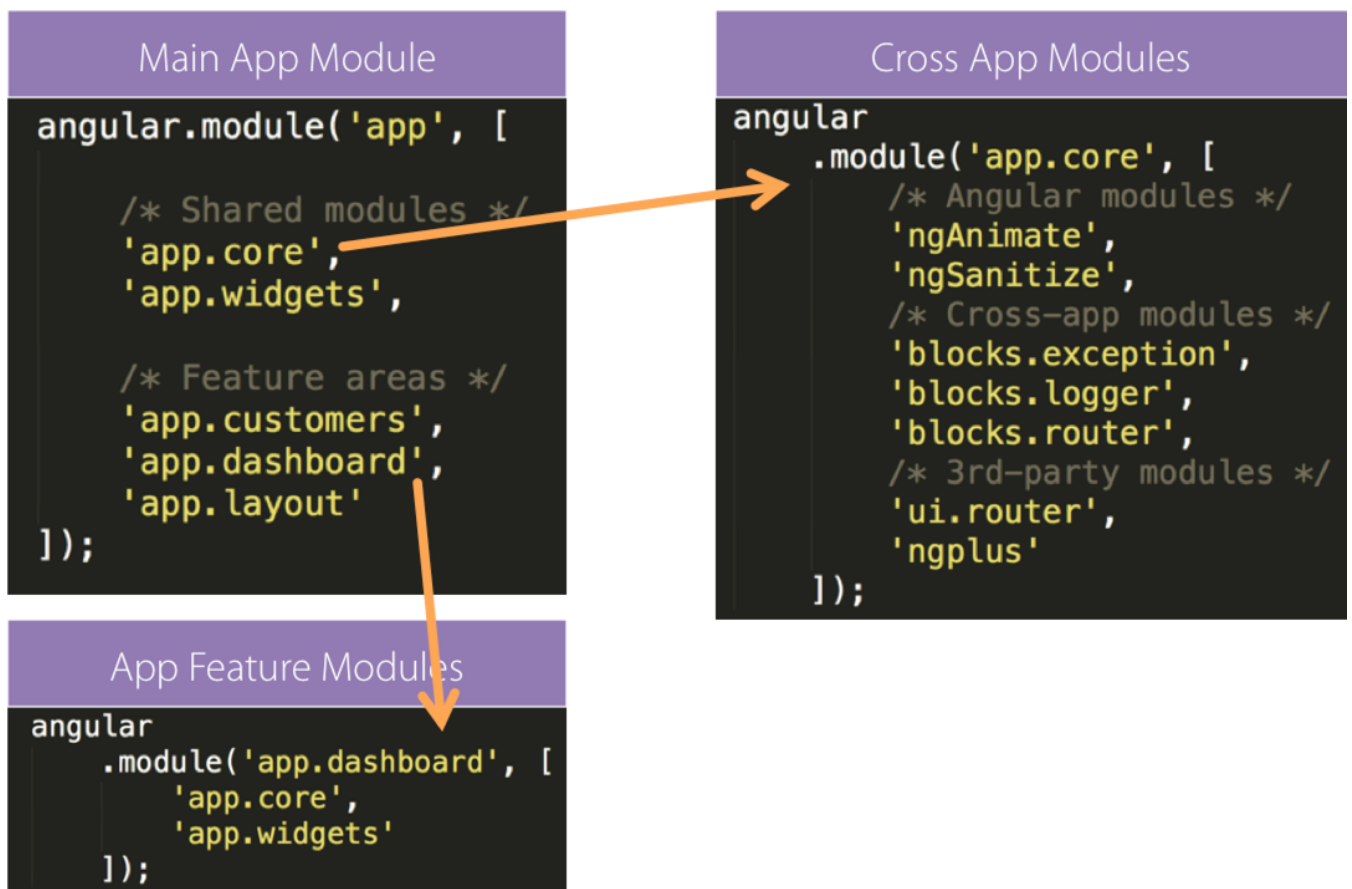 Main App Module
angular.module('app', [
/* Shared modules */
'app.core',
'app.widgets',
/* Feature areas */
'app.customers',
'app.dashboard',
'app.layout'
]);
Cross App Modules
angular
.module('app.core', [
/* Angular modules */
'ngAnimate',
'ngSanitize',
/* Cross-app modules */
'blocks.exception',
'blocks.logger',
'blocks.router',
/* 3rd-party modules */
'ui.router',
'ngplus'
]);
App Feature Modules
angular
.module('app.dashboard', [
'app.core',
'app.widgets'
]);